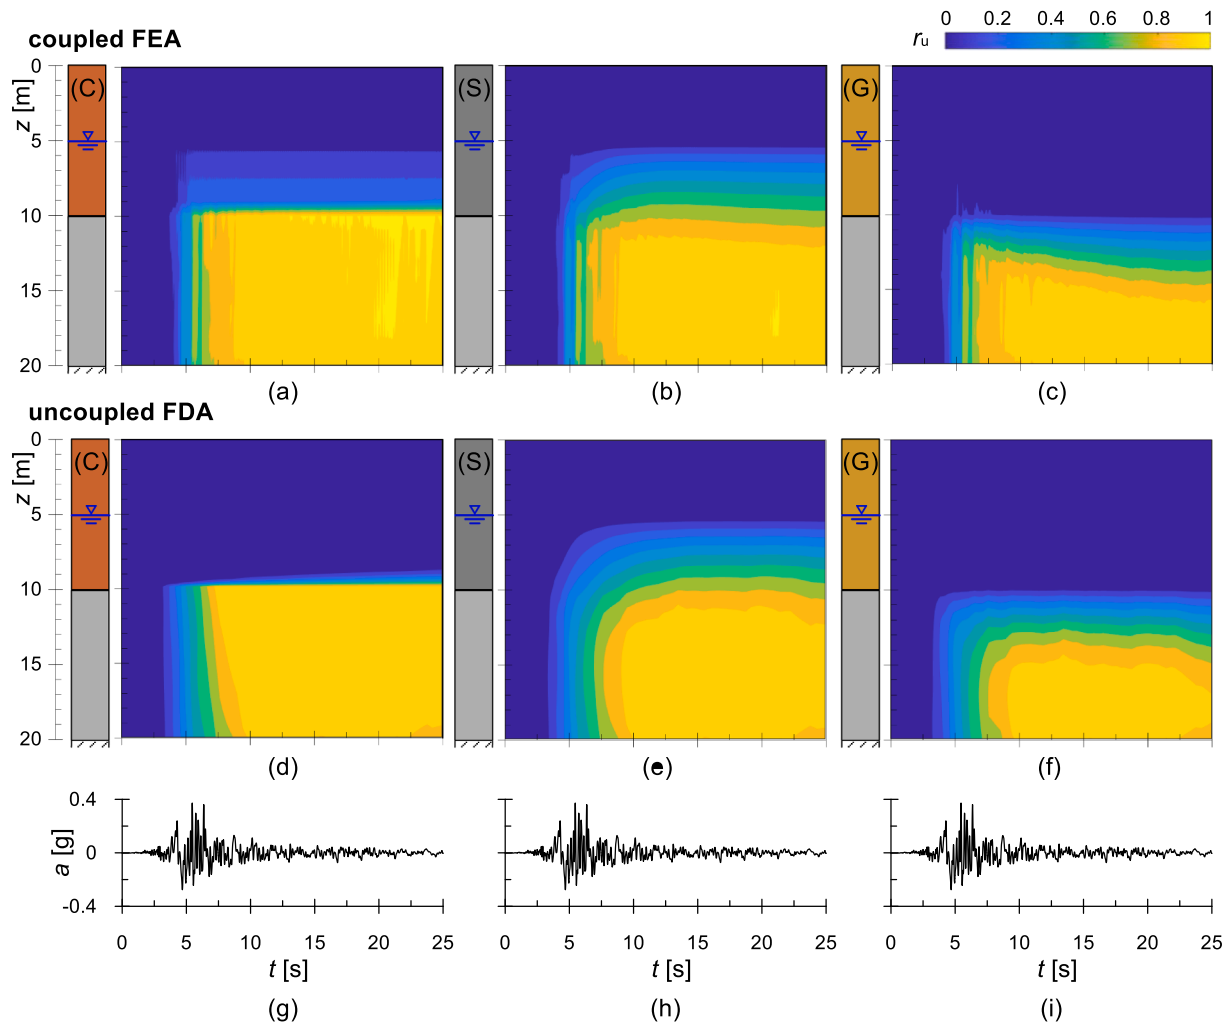 0 0.2 0.4 0.6 0.8 1
coupled FEA
ru
0
(C) (S) (G)
z [m]
5
10
15
20
(a) (b) (c)
uncoupled FDA
0
(C) (S) (G)
z [m]
5
10
15
20
(d) (e) (f)
0.4
a [g]
0
-0.4
0 5 10 15 20 25 0 5 10 15 20 25 0 5 10 15 20 25
t [s] t [s] t [s]
(g) (h) (i)